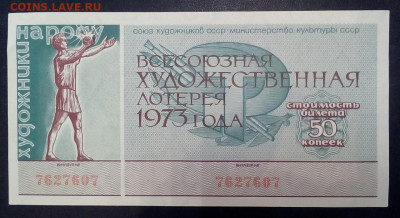 СОИНS.LAVE.RU
художники народу
союз художников ссср министерство культуры ссср
ВСЕСОЮЗНАЯ
ХУДОЖЕСТВЕННАЯ
ЛОТЕРЕЯ
1973 ГОДА
стоимость
билета
50
копеек
7627607
7627607